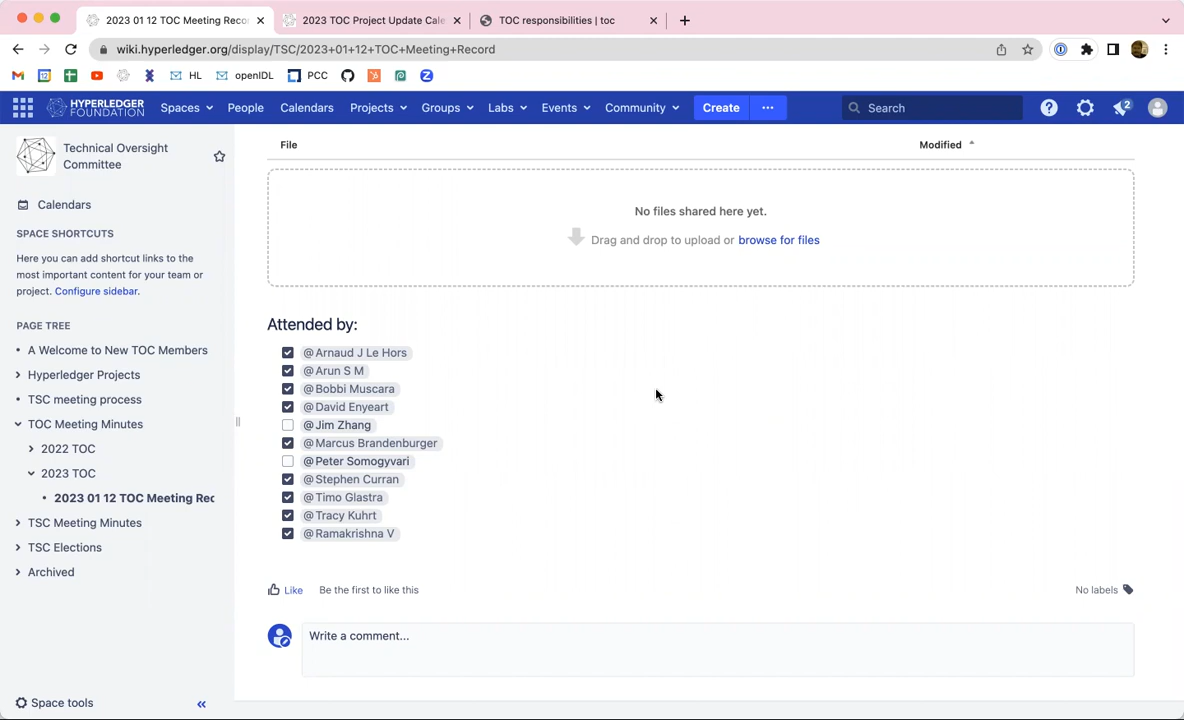 2023 01 12 TOC Meeting Recor
2023 TOC Project Update Cale
TOC responsibilities | toc
wiki.hyperledger.org/display/TSC/2023+01+12+TOC+Meeting+Record
HL
openIDL
PCC
HYPERLEDGER
FOUNDATION
Spaces
People
Calendars
Projects
Groups
Labs
Events
Community
Create
Search
2
Technical Oversight
Committee
Calendars
SPACE SHORTCUTS
Here you can add shortcut links to the
most important content for your team or
project. Configure sidebar.
PAGE TREE
A Welcome to New TOC Members
Hyperledger Projects
TSC meeting process
TOC Meeting Minutes
2022 TOC
2023 TOC
2023 01 12 TOC Meeting Rec
TSC Meeting Minutes
TSC Elections
Archived
Space tools
File
Modified
No files shared here yet.
Drag and drop to upload or browse for files
Attended by:
@Arnaud J Le Hors
@Arun S M
@Bobbi Muscara
@David Enyeart
@Jim Zhang
@Marcus Brandenburger
@Peter Somogyvari
@Stephen Curran
@Timo Glastra
@Tracy Kuhrt
@Ramakrishna V
Like
Be the first to like this
No labels
Write a comment...